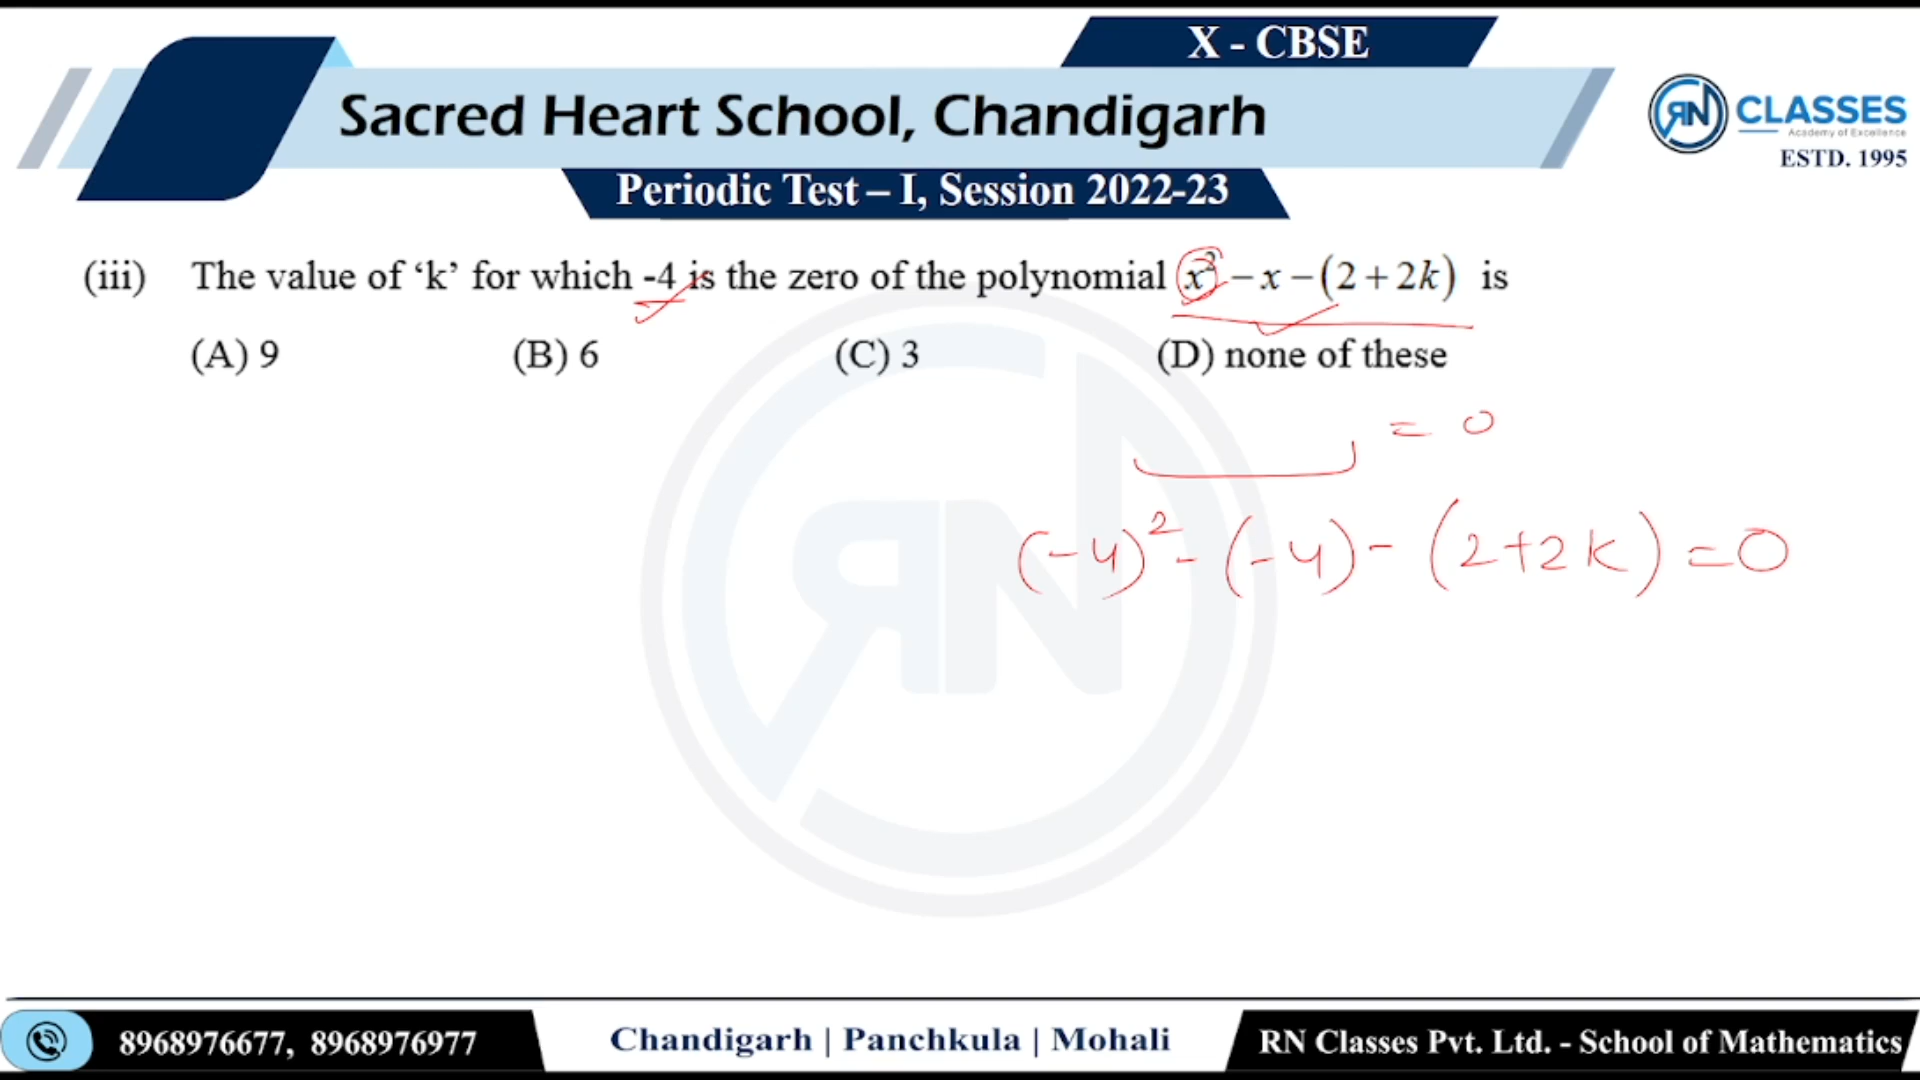 X - CBSE
Sacred Heart School, Chandigarh
RN CLASSES
Academy of Excellence
ESTD. 1995
Periodic Test – I, Session 2022-23
(iii) The value of ‘k’ for which -4 is the zero of the polynomial x² − x − (2 + 2k) is
(A) 9 (B) 6 (C) 3 (D) none of these
= 0
(-4)² - (-4) - (2+2k) = 0
RN
8968976677, 8968976977
Chandigarh | Panchkula | Mohali
RN Classes Pvt. Ltd. - School of Mathematics